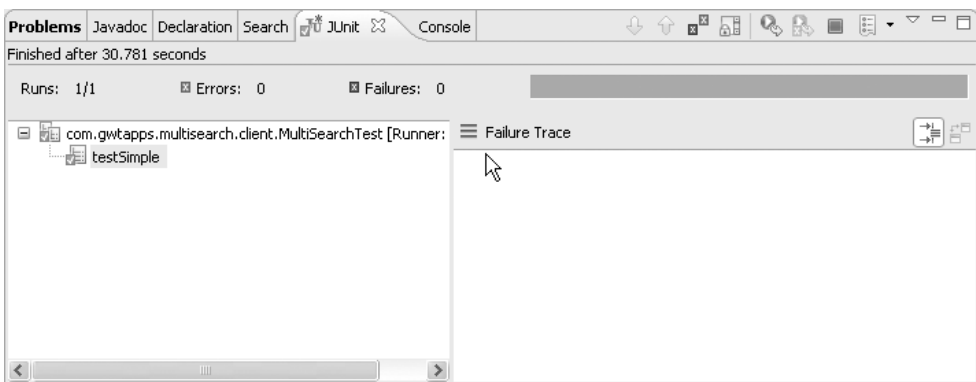 Problems Javadoc Declaration Search JUnit Console
Finished after 30.781 seconds
Runs: 1/1 Errors: 0 Failures: 0
com.gwtapps.multisearch.client.MultiSearchTest [Runner: Failure Trace
testSimple